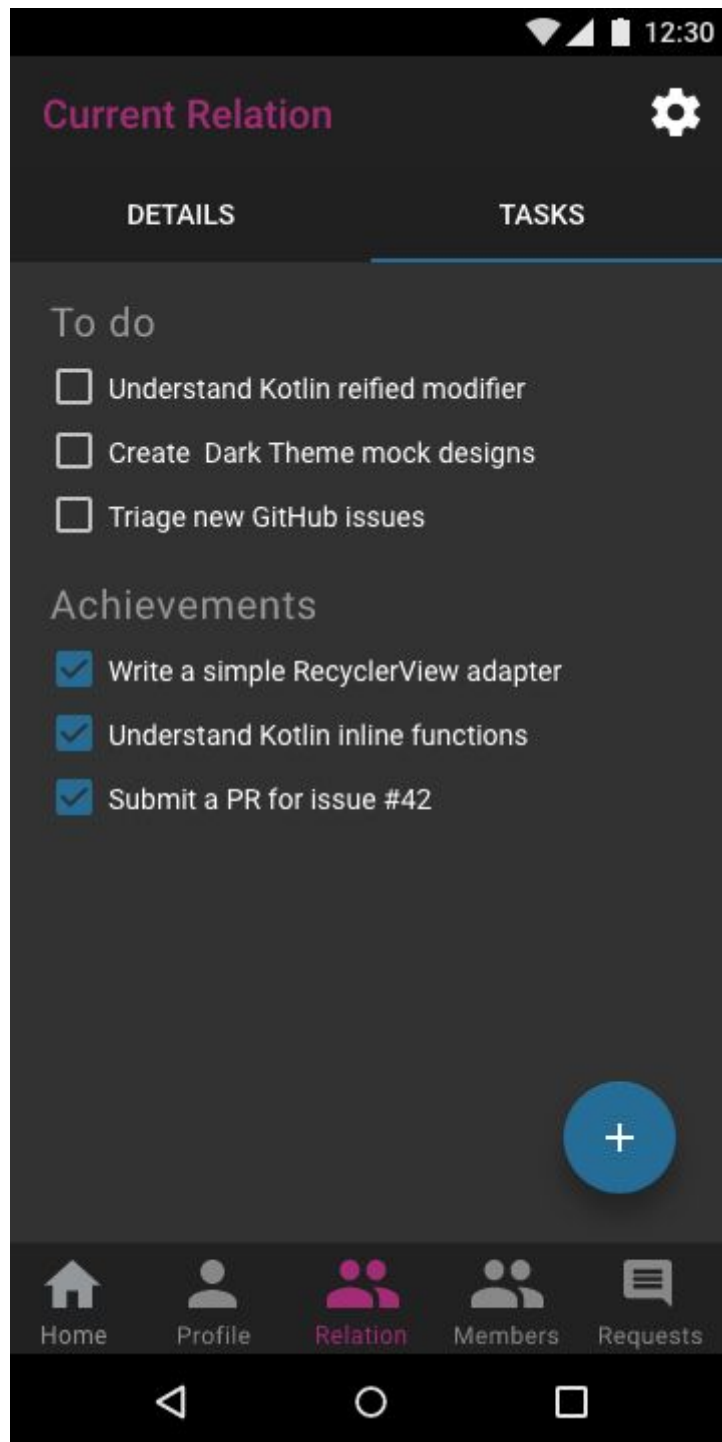 12:30
Current Relation
DETAILS TASKS
To do
Understand Kotlin reified modifier
Create  Dark Theme mock designs
Triage new GitHub issues
Achievements
Write a simple RecyclerView adapter
Understand Kotlin inline functions
Submit a PR for issue #42
+
Home Profile Relation Members Requests